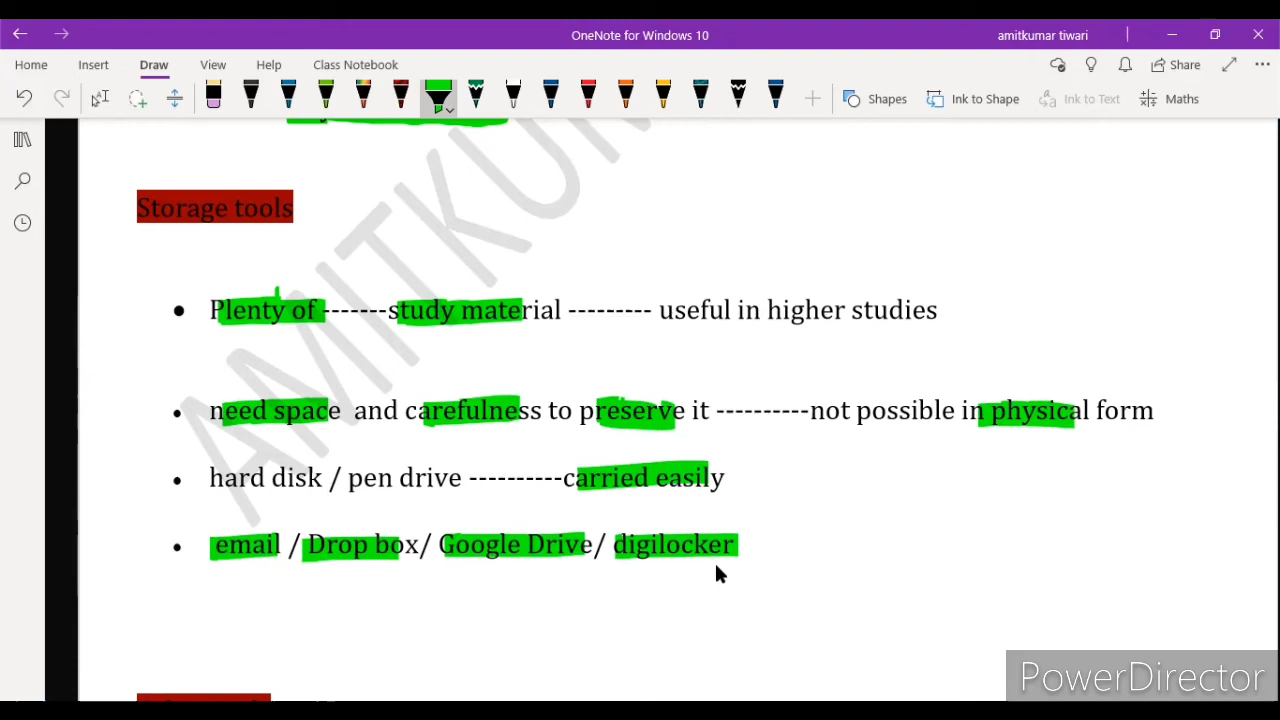 OneNote for Windows 10
amitkumar tiwari
Home Insert Draw View Help Class Notebook
Share
Shapes Ink to Shape Ink to Text Maths
Storage tools
• Plenty of -------study material --------- useful in higher studies
• need space and carefulness to preserve it ----------not possible in physical form
• hard disk / pen drive ----------carried easily
• email / Drop box/ Google Drive/ digilocker
AMITKU
PowerDirector